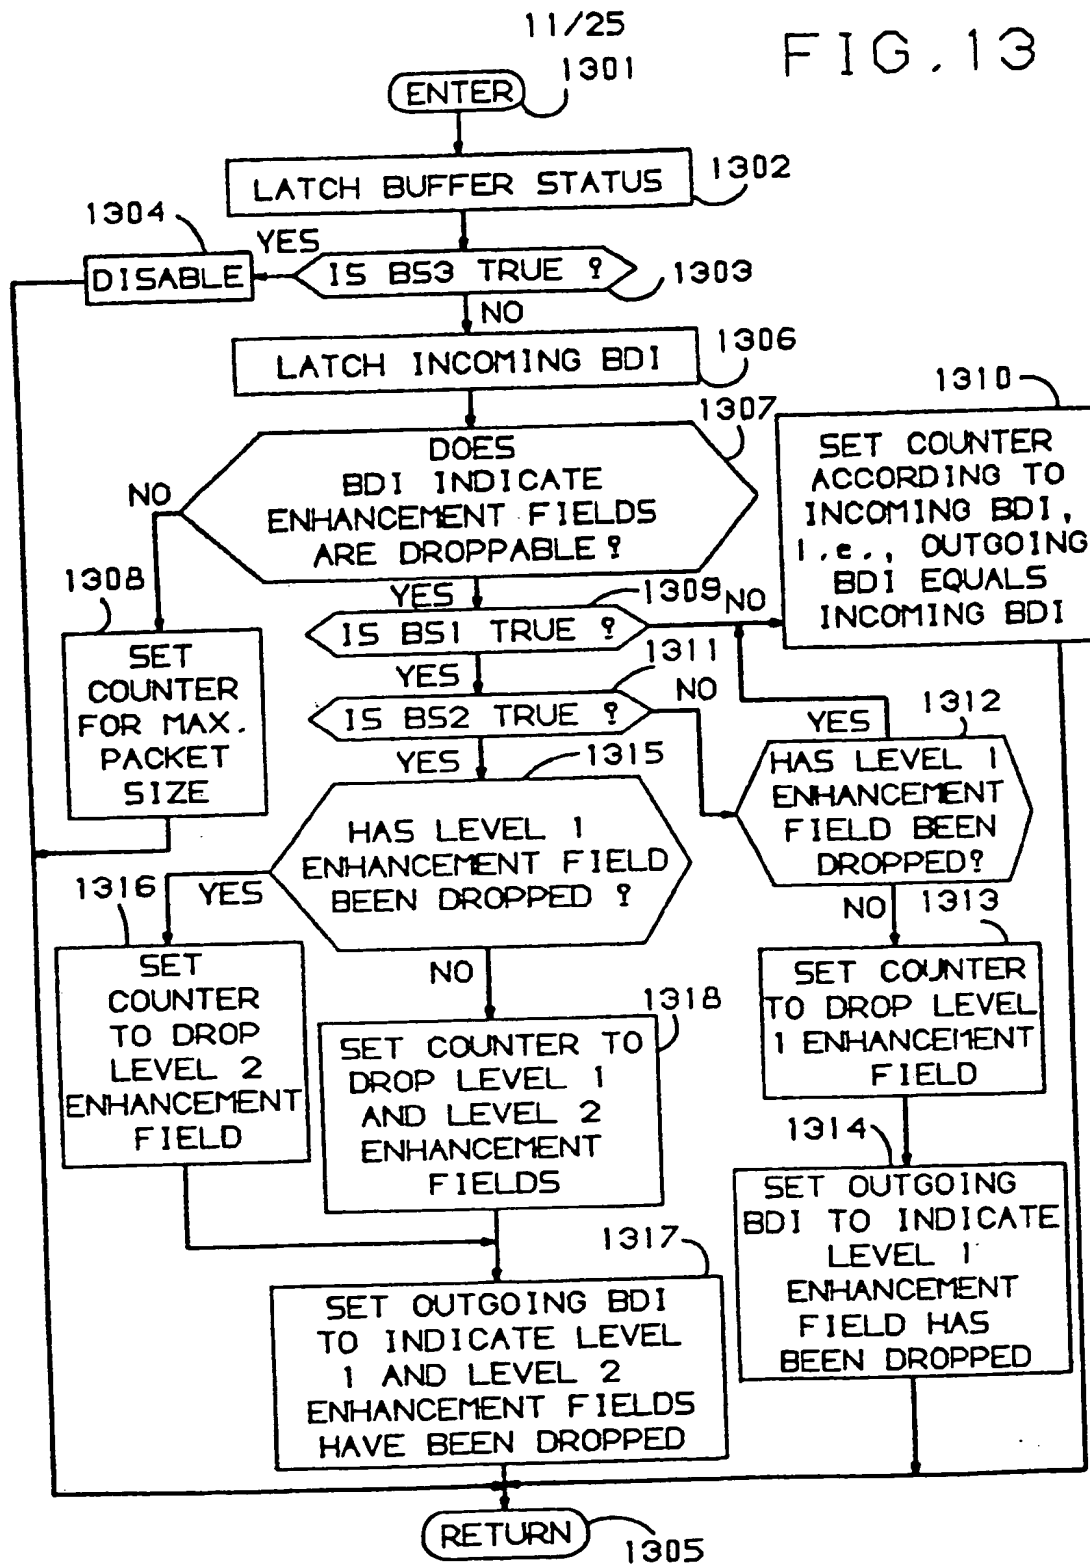 11/25
FIG.13
1301
ENTER
1302
LATCH BUFFER STATUS
1304
YES
DISABLE
IS BS3 TRUE ?
1303
NO
1306
LATCH INCOMING BDI
1307
1310
DOES
BDI INDICATE
ENHANCEMENT FIELDS
ARE DROPPABLE ?
NO
SET COUNTER
ACCORDING TO
INCOMING BDI,
i.e., OUTGOING
BDI EQUALS
INCOMING BDI
1308
YES
1309
NO
IS BS1 TRUE ?
SET
COUNTER
FOR MAX.
PACKET
SIZE
YES
1311
NO
IS BS2 TRUE ?
YES
1312
YES
1315
HAS LEVEL 1
ENHANCEMENT
FIELD BEEN
DROPPED?
HAS LEVEL 1
ENHANCEMENT FIELD
BEEN DROPPED ?
1316
YES
NO
1313
SET
COUNTER
TO DROP
LEVEL 2
ENHANCEMENT
FIELD
NO
1318
SET COUNTER
TO DROP LEVEL
1 ENHANCEMENT
FIELD
SET COUNTER TO
DROP LEVEL 1
AND LEVEL 2
ENHANCEMENT
FIELDS
1314
SET OUTGOING
BDI TO INDICATE
LEVEL 1
ENHANCEMENT
FIELD HAS
BEEN DROPPED
1317
SET OUTGOING BDI
TO INDICATE LEVEL
1 AND LEVEL 2
ENHANCEMENT FIELDS
HAVE BEEN DROPPED
RETURN
1305